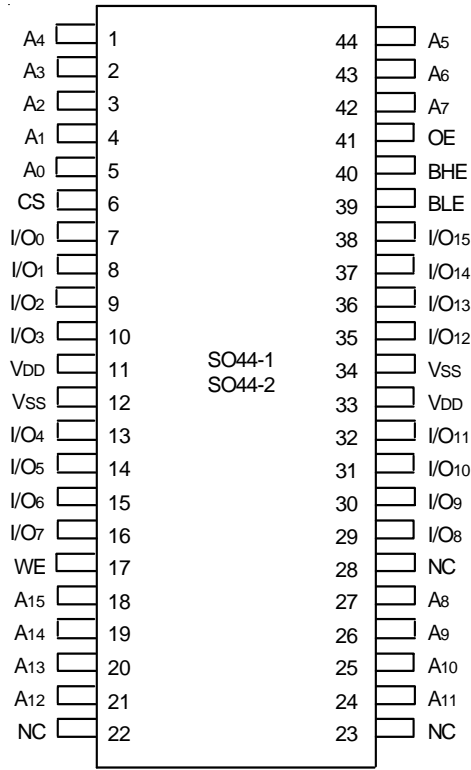 A4 1 44 A5
A3 2 43 A6
A2 3 42 A7
A1 4 41 OE
A0 5 40 BHE
CS 6 39 BLE
I/O0 7 38 I/O15
I/O1 8 37 I/O14
I/O2 9 36 I/O13
I/O3 10 35 I/O12
VDD 11 SO44-1 34 VSS
SO44-2
VSS 12 33 VDD
I/O4 13 32 I/O11
I/O5 14 31 I/O10
I/O6 15 30 I/O9
I/O7 16 29 I/O8
WE 17 28 NC
A15 18 27 A8
A14 19 26 A9
A13 20 25 A10
A12 21 24 A11
NC 22 23 NC